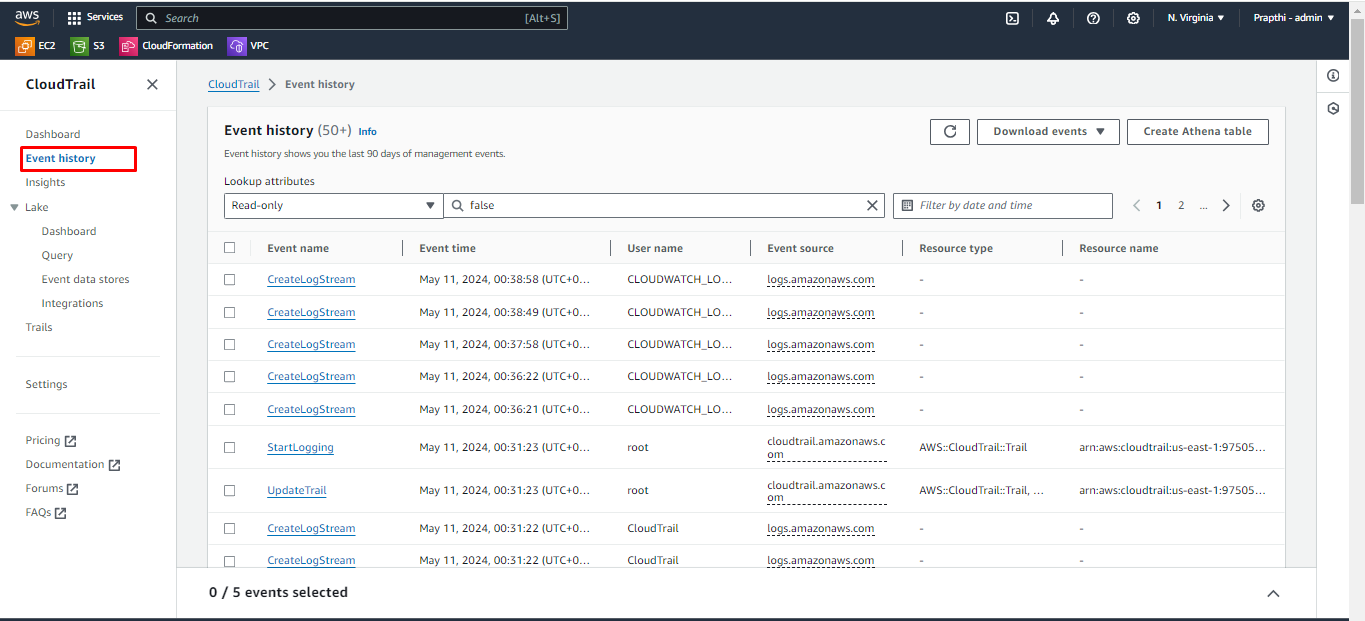 aws Services Search [Alt+S] N. Virginia Prapthi - admin
EC2 S3 CloudFormation VPC
CloudTrail
Dashboard
Event history
Insights
Lake
Dashboard
Query
Event data stores
Integrations
Trails
Settings
Pricing
Documentation
Forums
FAQs
CloudTrail > Event history
Event history (50+) Info
Download events Create Athena table
Event history shows you the last 90 days of management events.
Lookup attributes
Read-only false Filter by date and time 1 2 ...
Event name Event time User name Event source Resource type Resource name
CreateLogStream May 11, 2024, 00:38:58 (UTC+0... CLOUDWATCH_LO... logs.amazonaws.com - -
CreateLogStream May 11, 2024, 00:38:49 (UTC+0... CLOUDWATCH_LO... logs.amazonaws.com - -
CreateLogStream May 11, 2024, 00:37:58 (UTC+0... CLOUDWATCH_LO... logs.amazonaws.com - -
CreateLogStream May 11, 2024, 00:36:22 (UTC+0... CLOUDWATCH_LO... logs.amazonaws.com - -
CreateLogStream May 11, 2024, 00:36:21 (UTC+0... CLOUDWATCH_LO... logs.amazonaws.com - -
StartLogging May 11, 2024, 00:31:23 (UTC+0... root cloudtrail.amazonaws.c AWS::CloudTrail::Trail arn:aws:cloudtrail:us-east-1:97505...
om
UpdateTrail May 11, 2024, 00:31:23 (UTC+0... root cloudtrail.amazonaws.c AWS::CloudTrail::Trail, ... arn:aws:cloudtrail:us-east-1:97505...
om
CreateLogStream May 11, 2024, 00:31:22 (UTC+0... CloudTrail logs.amazonaws.com - -
CreateLogStream May 11, 2024, 00:31:22 (UTC+0... CloudTrail logs.amazonaws.com - -
0 / 5 events selected